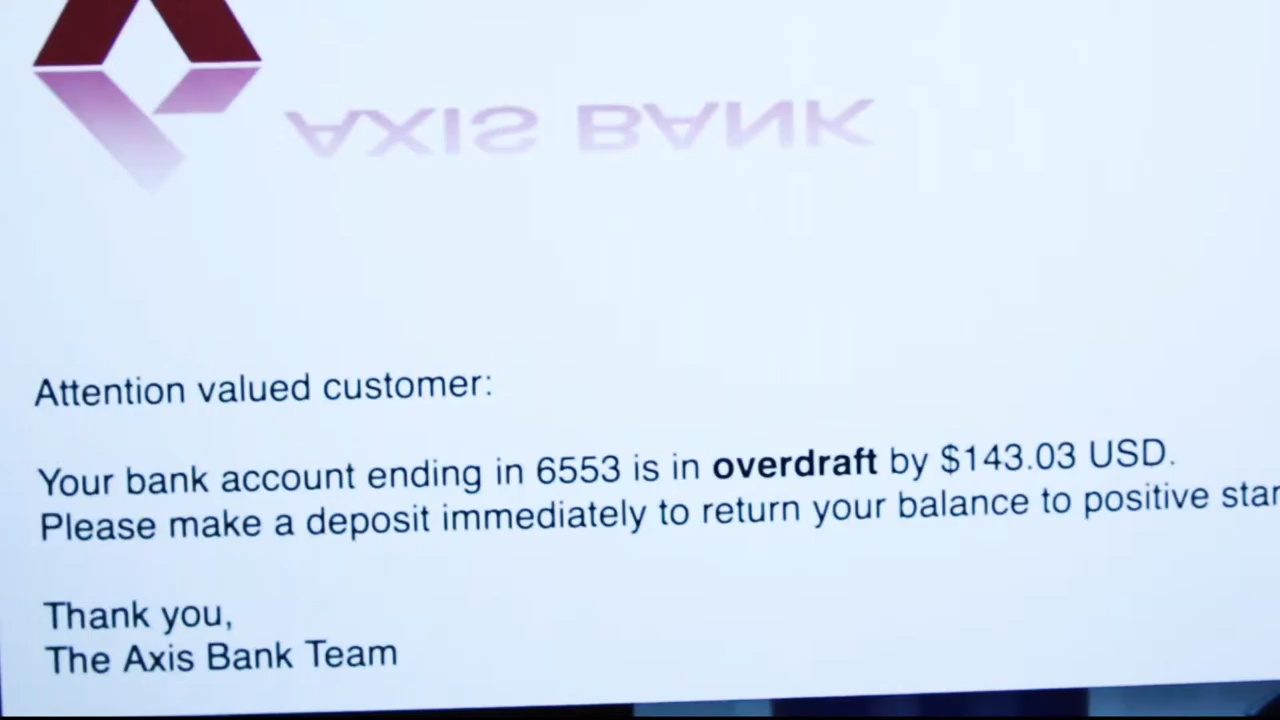 AXIS BANK
Attention valued customer:
Your bank account ending in 6553 is in overdraft by $143.03 USD.
Please make a deposit immediately to return your balance to positive
Thank you,
The Axis Bank Team